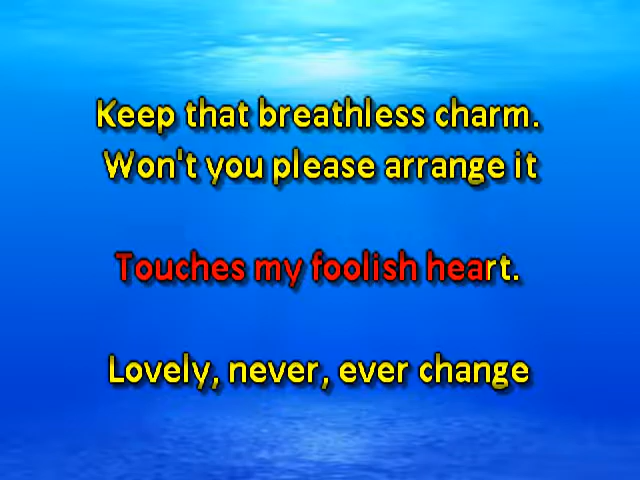 Keep that breathless charm.
Won't you please arrange it
Touches my foolish heart.
Lovely, never, ever change